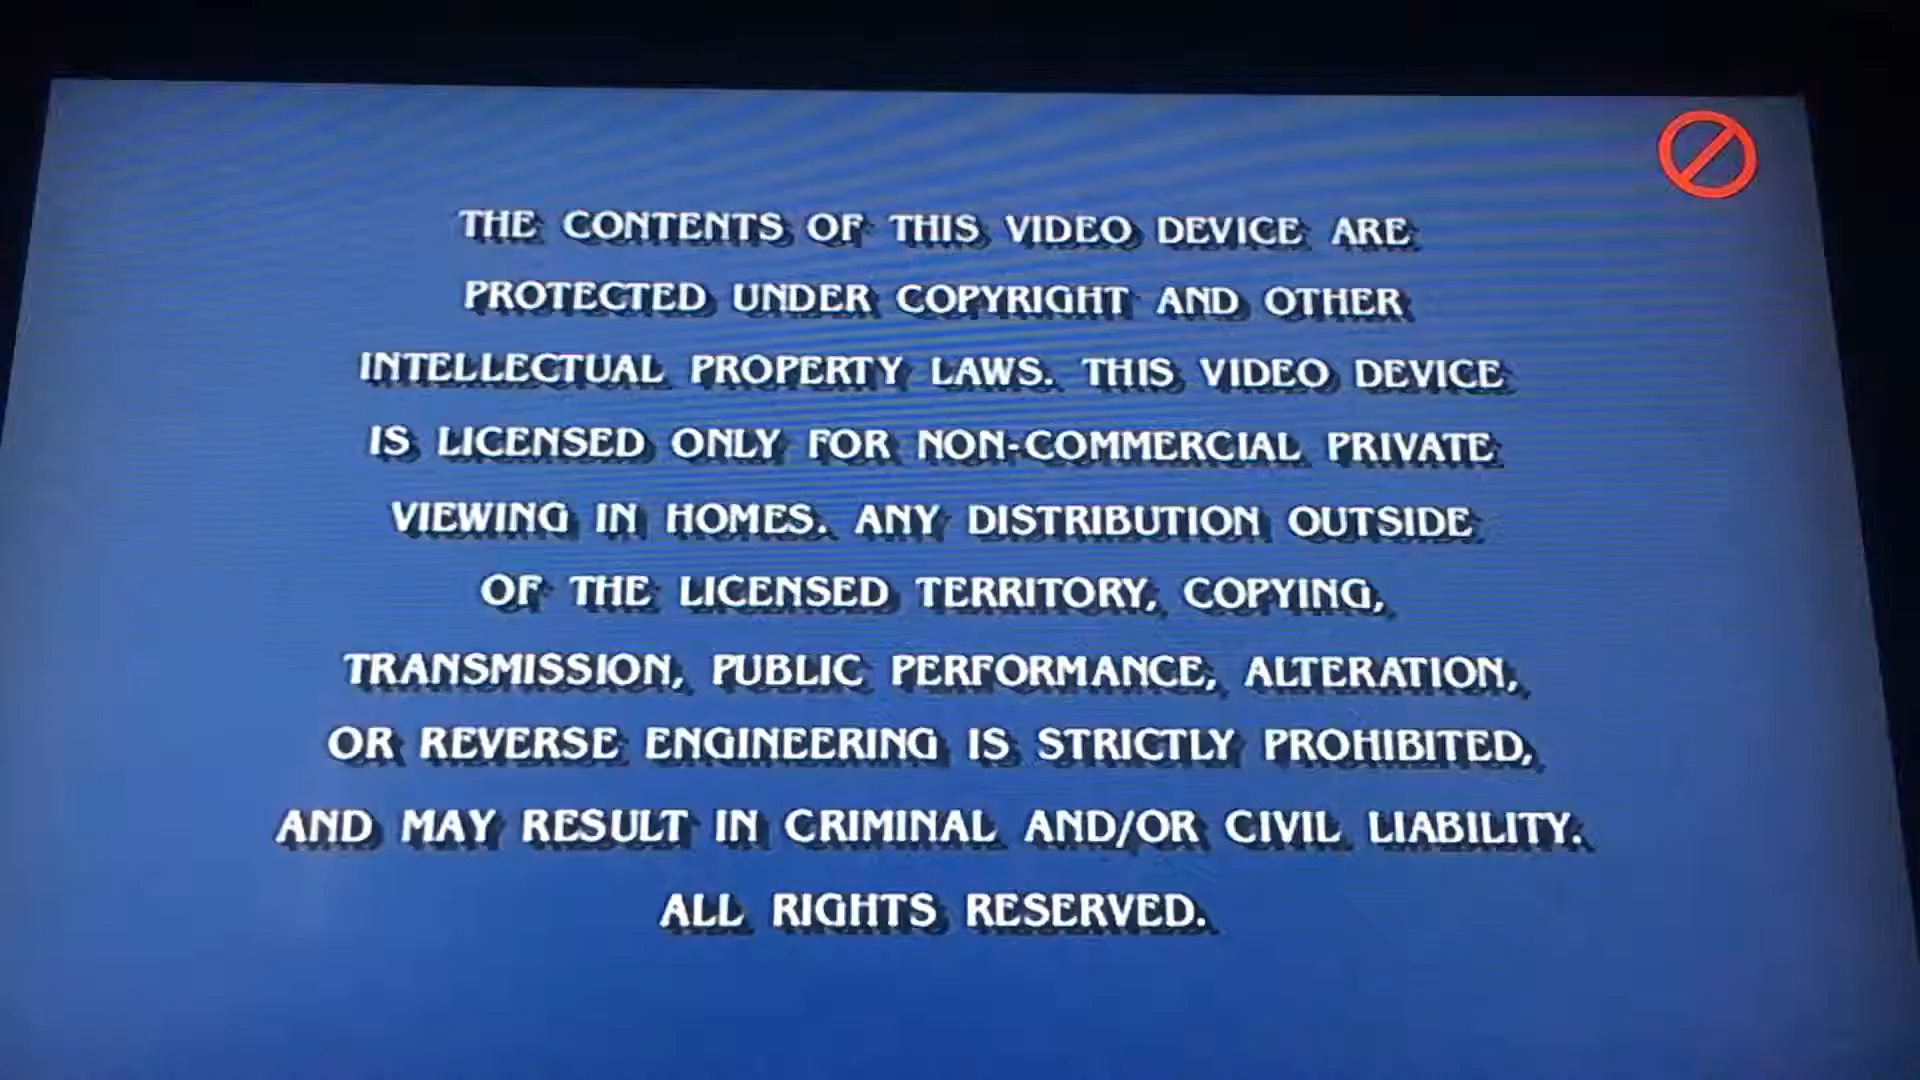 THE CONTENTS OF THIS VIDEO DEVICE ARE
PROTECTED UNDER COPYRIGHT AND OTHER
INTELLECTUAL PROPERTY LAWS. THIS VIDEO DEVICE
IS LICENSED ONLY FOR NON-COMMERCIAL PRIVATE
VIEWING IN HOMES. ANY DISTRIBUTION OUTSIDE
OF THE LICENSED TERRITORY, COPYING,
TRANSMISSION, PUBLIC PERFORMANCE, ALTERATION,
OR REVERSE ENGINEERING IS STRICTLY PROHIBITED,
AND MAY RESULT IN CRIMINAL AND/OR CIVIL LIABILITY.
ALL RIGHTS RESERVED.